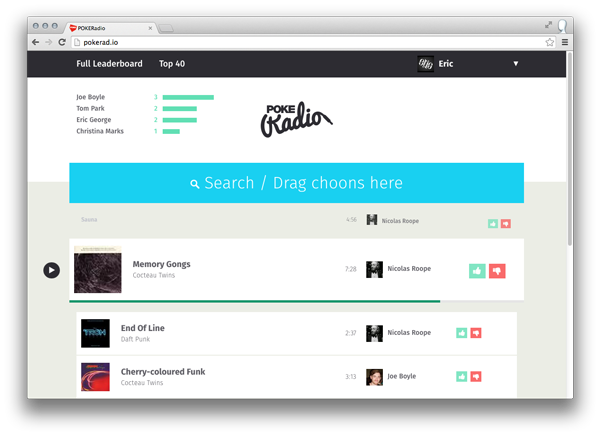 POKERadio
pokerad.io
Full Leaderboard Top 40 Eric
Joe Boyle 3
Tom Park 2
Eric George 2
Christina Marks 1
POKE
Radio
Search / Drag choons here
4:56 Nicolas Roope
Memory Gongs
Cocteau Twins
7:28 Nicolas Roope
End Of Line
Daft Punk
2:37 Nicolas Roope
Cherry-coloured Funk
Cocteau Twins
3:13 Joe Boyle